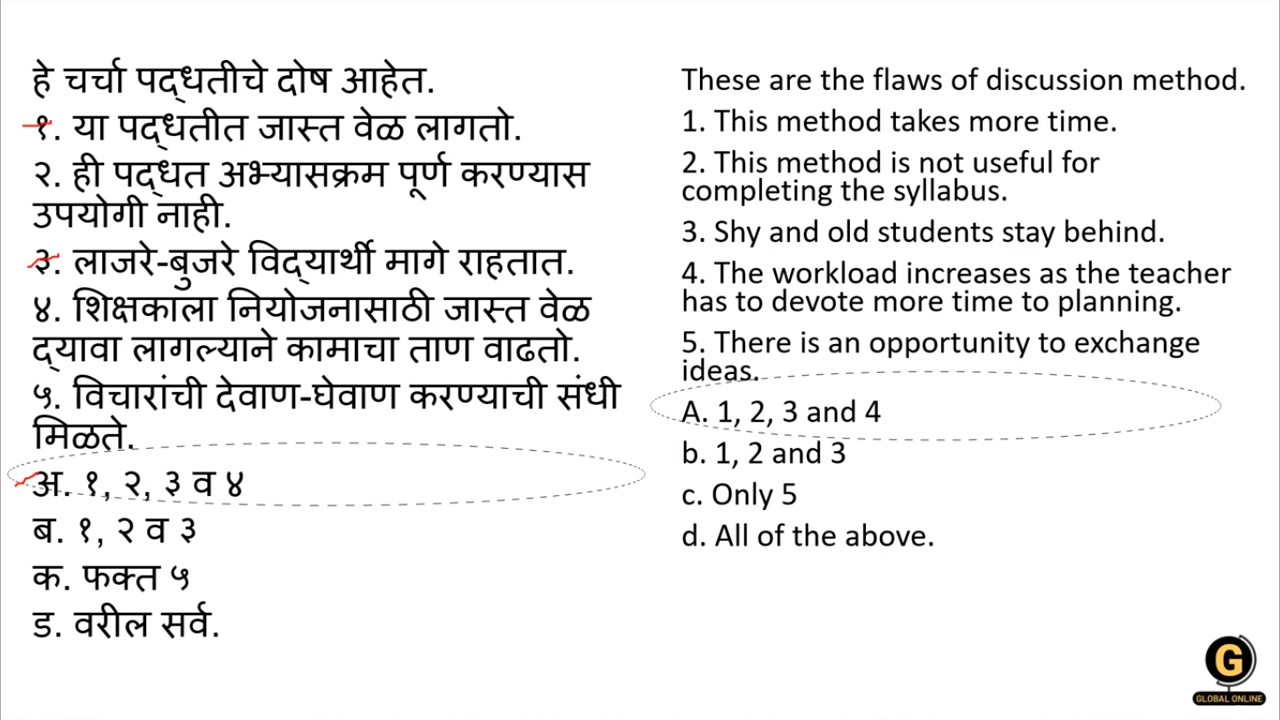 हे चर्चा पद्धतीचे दोष आहेत.
१. या पद्धतीत जास्त वेळ लागतो.
२. ही पद्धत अभ्यासक्रम पूर्ण करण्यास
उपयोगी नाही.
३. लाजरे-बुजरे विद्यार्थी मागे राहतात.
४. शिक्षकाला नियोजनासाठी जास्त वेळ
द्यावा लागल्याने कामाचा ताण वाढतो.
५. विचारांची देवाण-घेवाण करण्याची संधी
मिळते.
अ. १, २, ३ व ४
ब. १, २ व ३
क. फक्त ५
ड. वरील सर्व.
These are the flaws of discussion method.
1. This method takes more time.
2. This method is not useful for
completing the syllabus.
3. Shy and old students stay behind.
4. The workload increases as the teacher
has to devote more time to planning.
5. There is an opportunity to exchange
ideas.
A. 1, 2, 3 and 4
b. 1, 2 and 3
c. Only 5
d. All of the above.
G
GLOBAL ONLINE